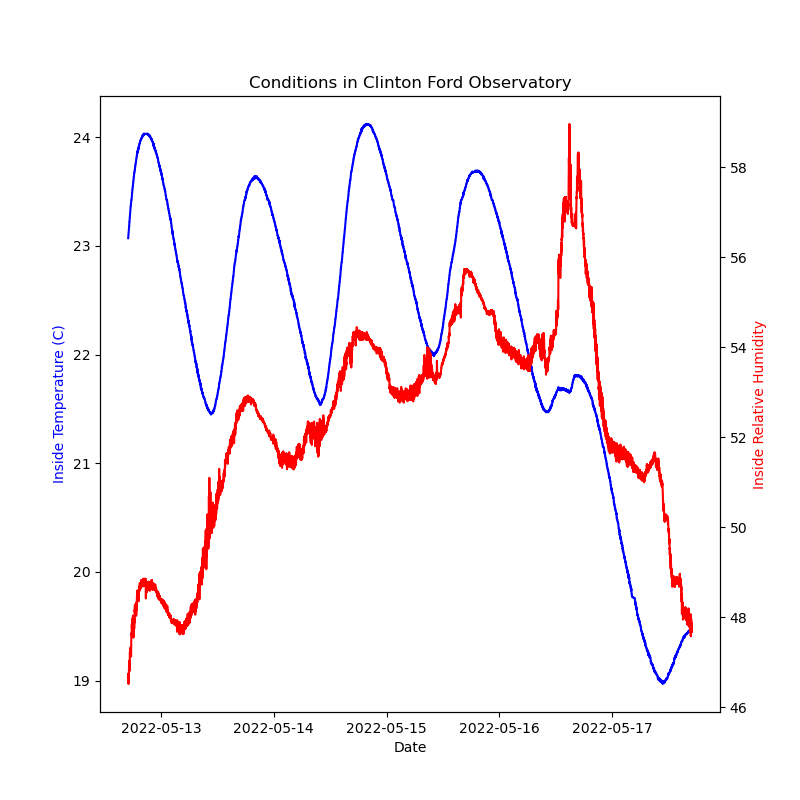 Conditions in Clinton Ford Observatory
24
23
22
21
20
19
Inside Temperature (C)
58
56
54
52
50
48
46
Inside Relative Humidity
2022-05-13 2022-05-14 2022-05-15 2022-05-16 2022-05-17
Date